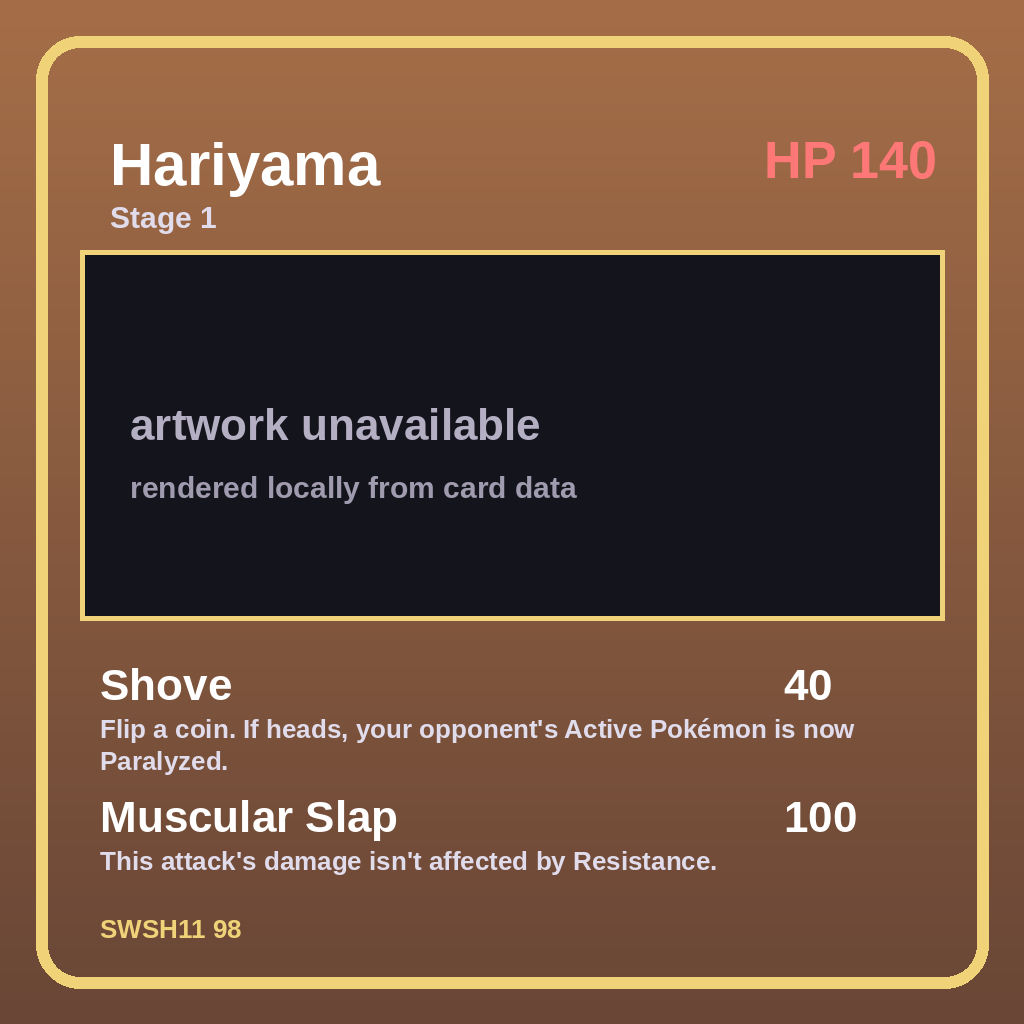 Hariyama
HP 140
Stage 1
artwork unavailable
rendered locally from card data
Shove 40
Flip a coin. If heads, your opponent's Active Pokémon is now
Paralyzed.
Muscular Slap 100
This attack's damage isn't affected by Resistance.
SWSH11 98